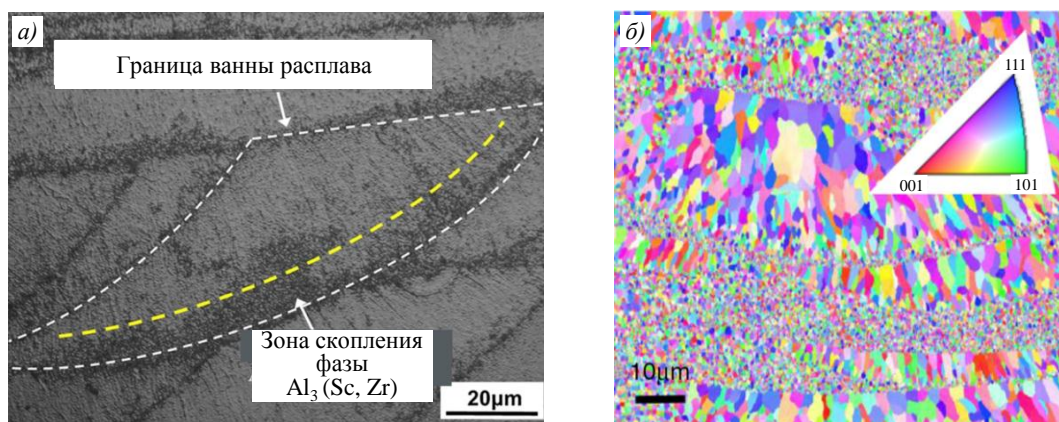 а)
Граница ванны расплава
Зона скопления
фазы
Al₃ (Sc, Zr)
20μm
б)
111
001
101
10μm